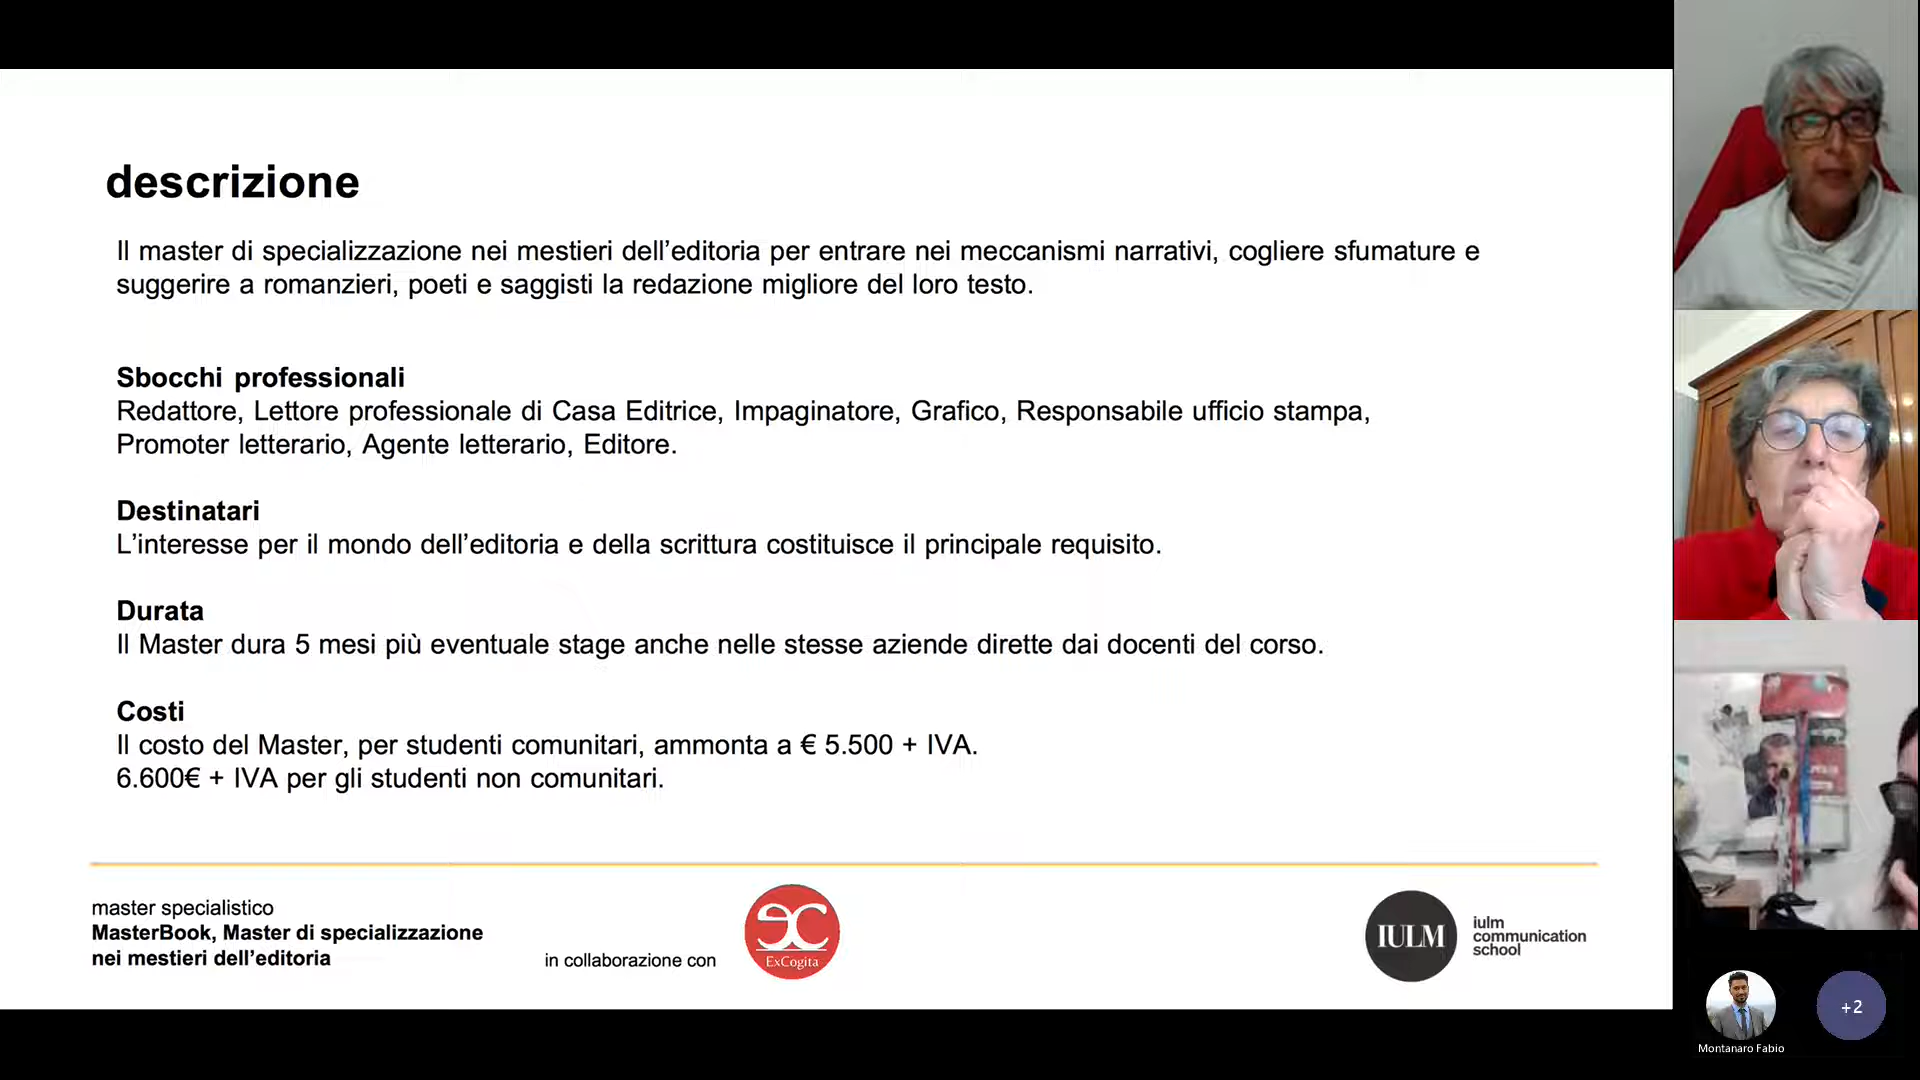 descrizione
Il master di specializzazione nei mestieri dell’editoria per entrare nei meccanismi narrativi, cogliere sfumature e
suggerire a romanzieri, poeti e saggisti la redazione migliore del loro testo.
Sbocchi professionali
Redattore, Lettore professionale di Casa Editrice, Impaginatore, Grafico, Responsabile ufficio stampa,
Promoter letterario, Agente letterario, Editore.
Destinatari
L’interesse per il mondo dell’editoria e della scrittura costituisce il principale requisito.
Durata
Il Master dura 5 mesi più eventuale stage anche nelle stesse aziende dirette dai docenti del corso.
Costi
Il costo del Master, per studenti comunitari, ammonta a € 5.500 + IVA.
6.600€ + IVA per gli studenti non comunitari.
master specialistico
MasterBook, Master di specializzazione
nei mestieri dell’editoria
in collaborazione con
ExCogita
IULM
iulm
communication
school
+2
Montanaro Fabio